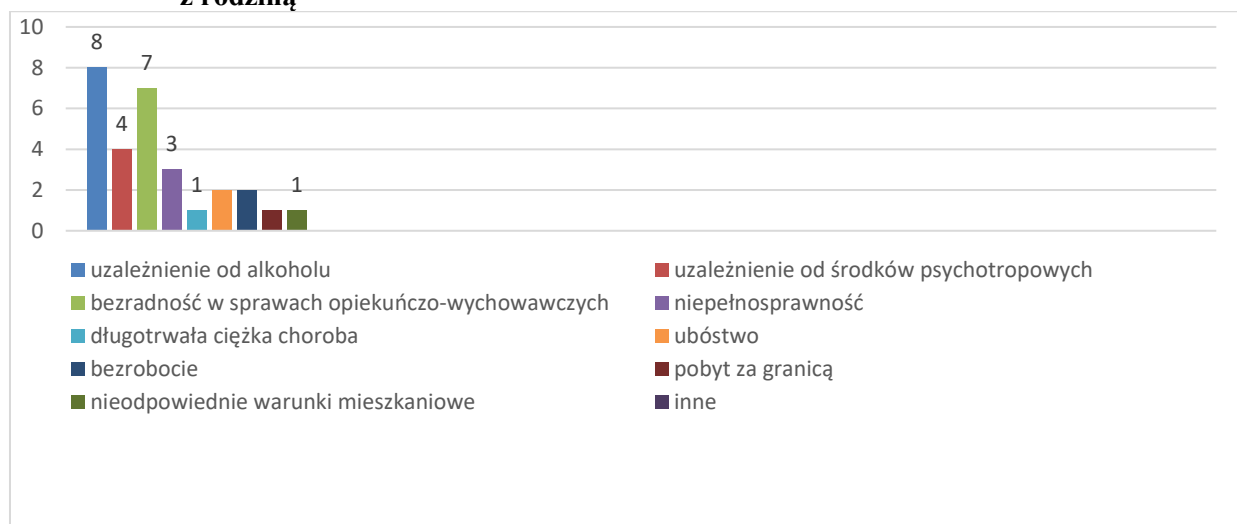 z rodziną
10
8
6
4
2
0
8
4
7
3
1
1
uzależnienie od alkoholu
uzależnienie od środków psychotropowych
bezradność w sprawach opiekuńczo-wychowawczych
niepełnosprawność
długotrwała ciężka choroba
ubóstwo
bezrobocie
pobyt za granicą
nieodpowiednie warunki mieszkaniowe
inne